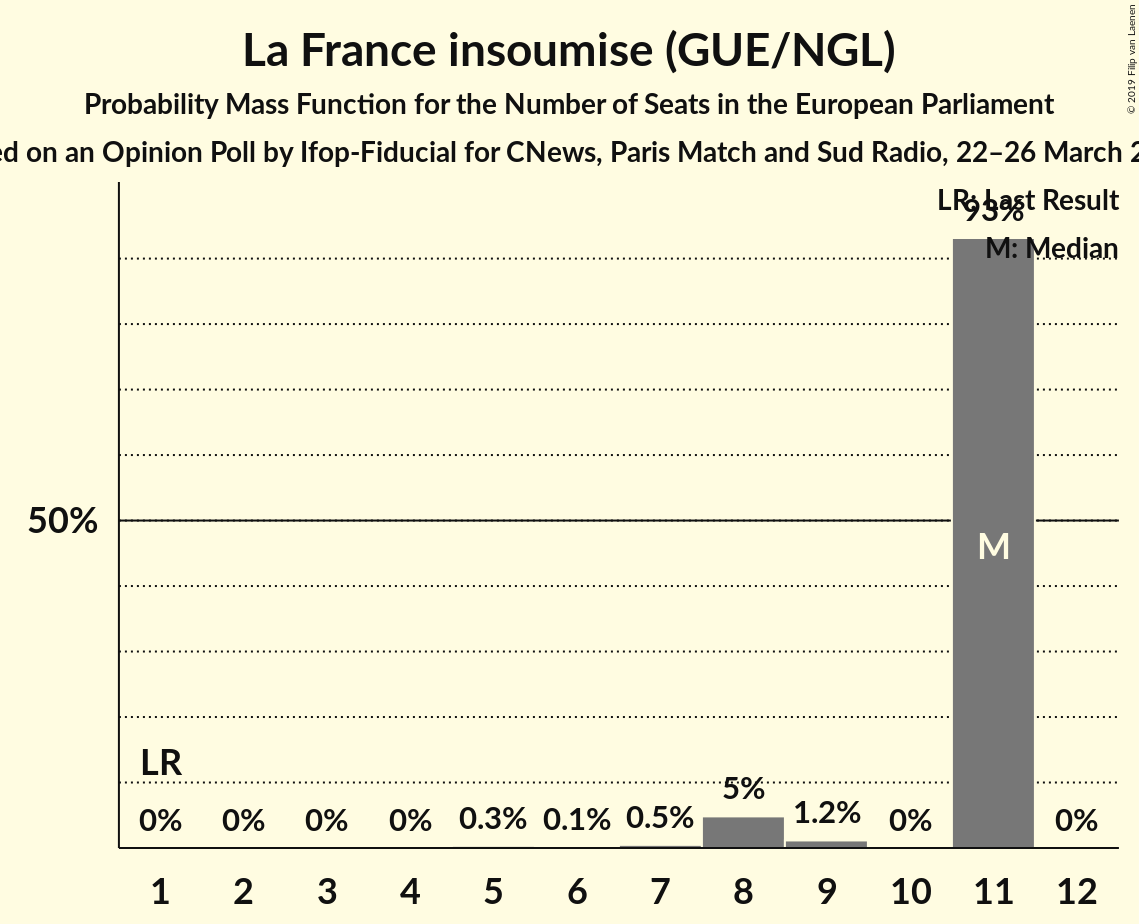 La France insoumise (GUE/NGL)
Probability Mass Function for the Number of Seats in the European Parliament
on an Opinion Poll by Ifop-Fiducial for CNews, Paris Match and Sud Radio, 22–26 March
LR: Last Result
93%
M: Median
50%
M
LR
0% 0% 0% 0% 0.3% 0.1% 0.5% 5% 1.2% 0% 0%
1 2 3 4 5 6 7 8 9 10 11 12
© 2019 Filip van Laenen